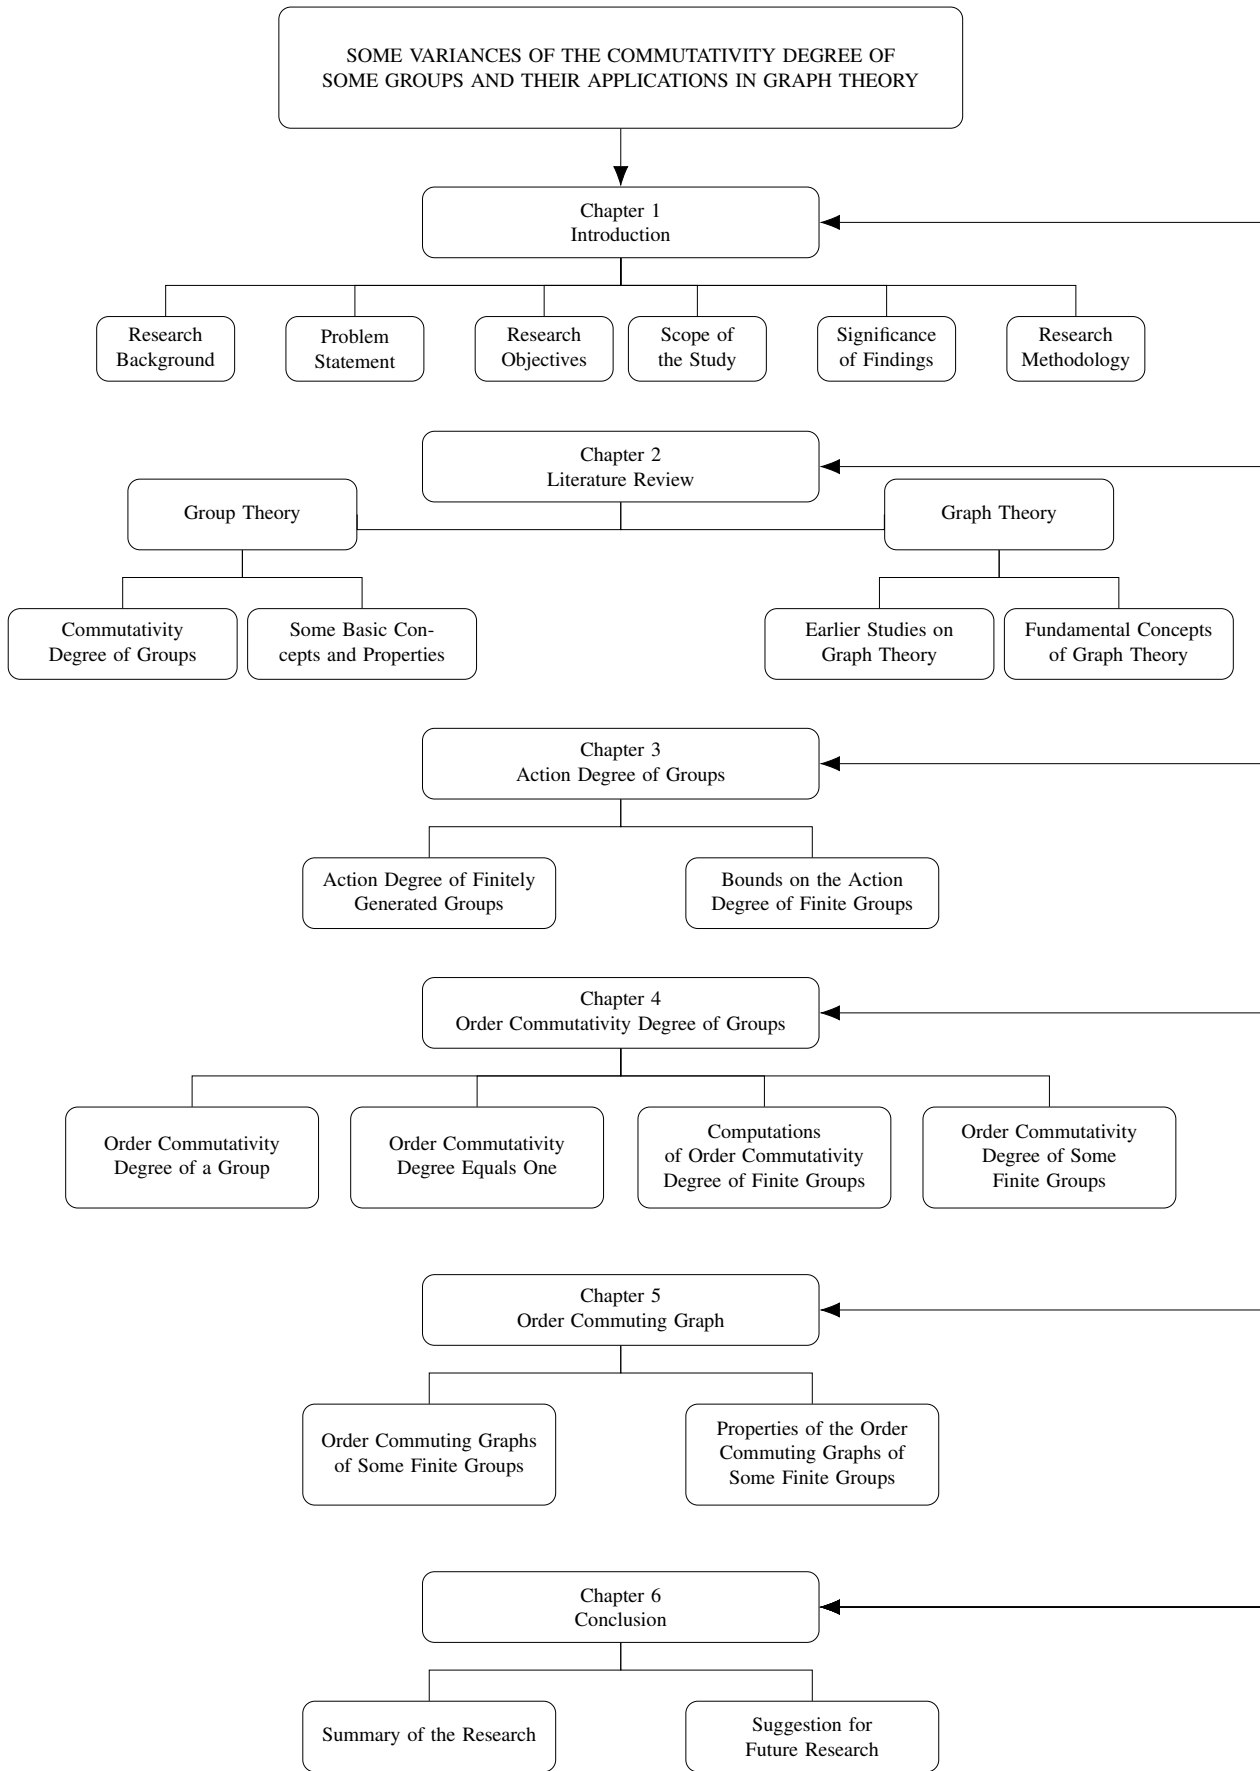 SOME VARIANCES OF THE COMMUTATIVITY DEGREE OF
SOME GROUPS AND THEIR APPLICATIONS IN GRAPH THEORY
Chapter 1
Introduction
Research
Background
Problem
Statement
Research
Objectives
Scope of
the Study
Significance
of Findings
Research
Methodology
Chapter 2
Literature Review
Group Theory
Graph Theory
Commutativity
Degree of Groups
Some Basic Con-
cepts and Properties
Earlier Studies on
Graph Theory
Fundamental Concepts
of Graph Theory
Chapter 3
Action Degree of Groups
Action Degree of Finitely
Generated Groups
Bounds on the Action
Degree of Finite Groups
Chapter 4
Order Commutativity Degree of Groups
Order Commutativity
Degree of a Group
Order Commutativity
Degree Equals One
Computations
of Order Commutativity
Degree of Finite Groups
Order Commutativity
Degree of Some
Finite Groups
Chapter 5
Order Commuting Graph
Order Commuting Graphs
of Some Finite Groups
Properties of the Order
Commuting Graphs of
Some Finite Groups
Chapter 6
Conclusion
Summary of the Research
Suggestion for
Future Research